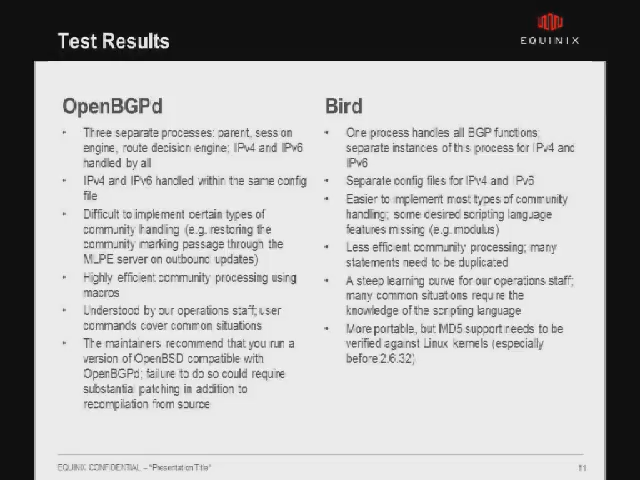 Test Results
EQUINIX
OpenBGPd
• Three separate processes: parent, session
engine, route decision engine; IPv4 and IPv6
handled by all
• IPv4 and IPv6 handled within the same config
file
• Difficult to implement certain types of
community handling (e.g. restoring the
community marking passage through the
MLPE server on outbound updates)
• Highly efficient community processing using
macros
• Understood by our operations staff; user
commands cover common situations
• The maintainers recommend that you run a
version of OpenBSD compatible with
OpenBGPd; failure to do so could require
substantial patching in addition to
recompilation from source
Bird
• One process handles all BGP functions;
separate instances of this process for IPv4 and
IPv6
• Separate config files for IPv4 and IPv6
• Easier to implement most types of community
handling; some desired scripting language
features missing (e.g. modulus)
• Less efficient community processing; many
statements need to be duplicated
• A steep learning curve for our operations staff;
many common situations require the
knowledge of the scripting language
• More portable, but MD5 support needs to be
verified against Linux kernels (especially
before 2.6.32)
EQUINIX CONFIDENTIAL – "Presentation Title"
11